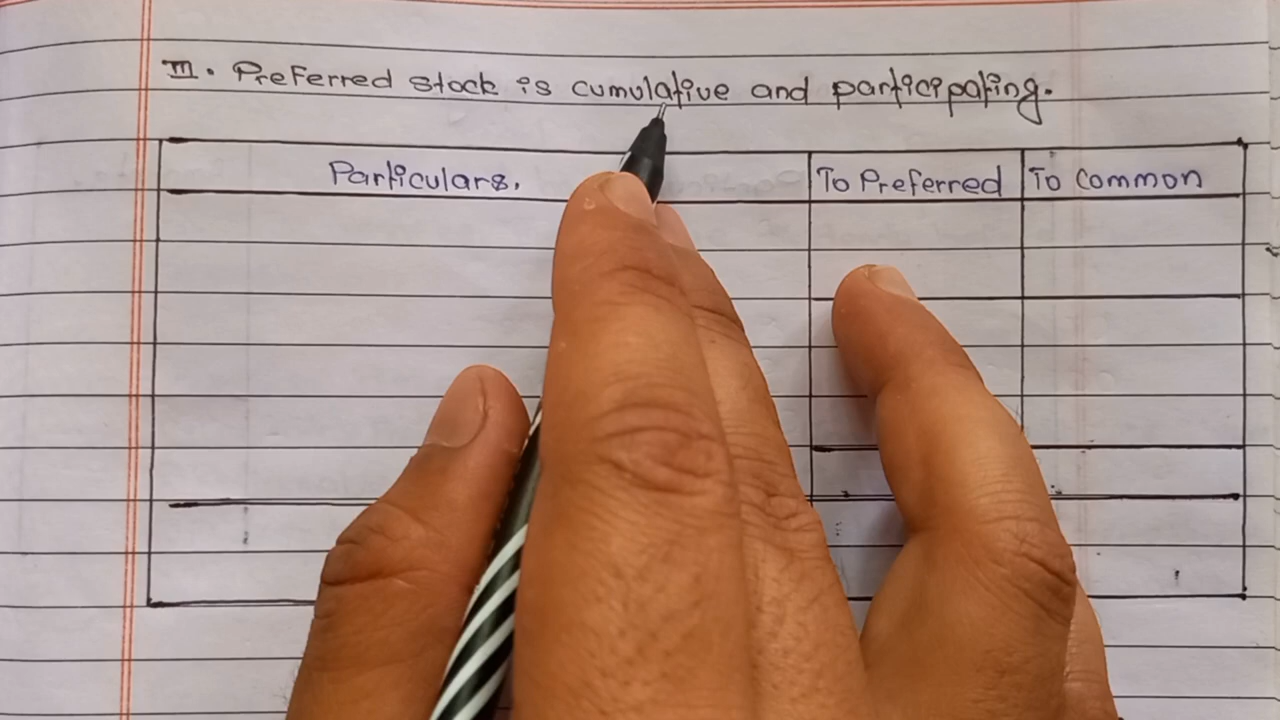 III. Preferred stock is cumulative and participating.
Particulars. To Preferred To Common